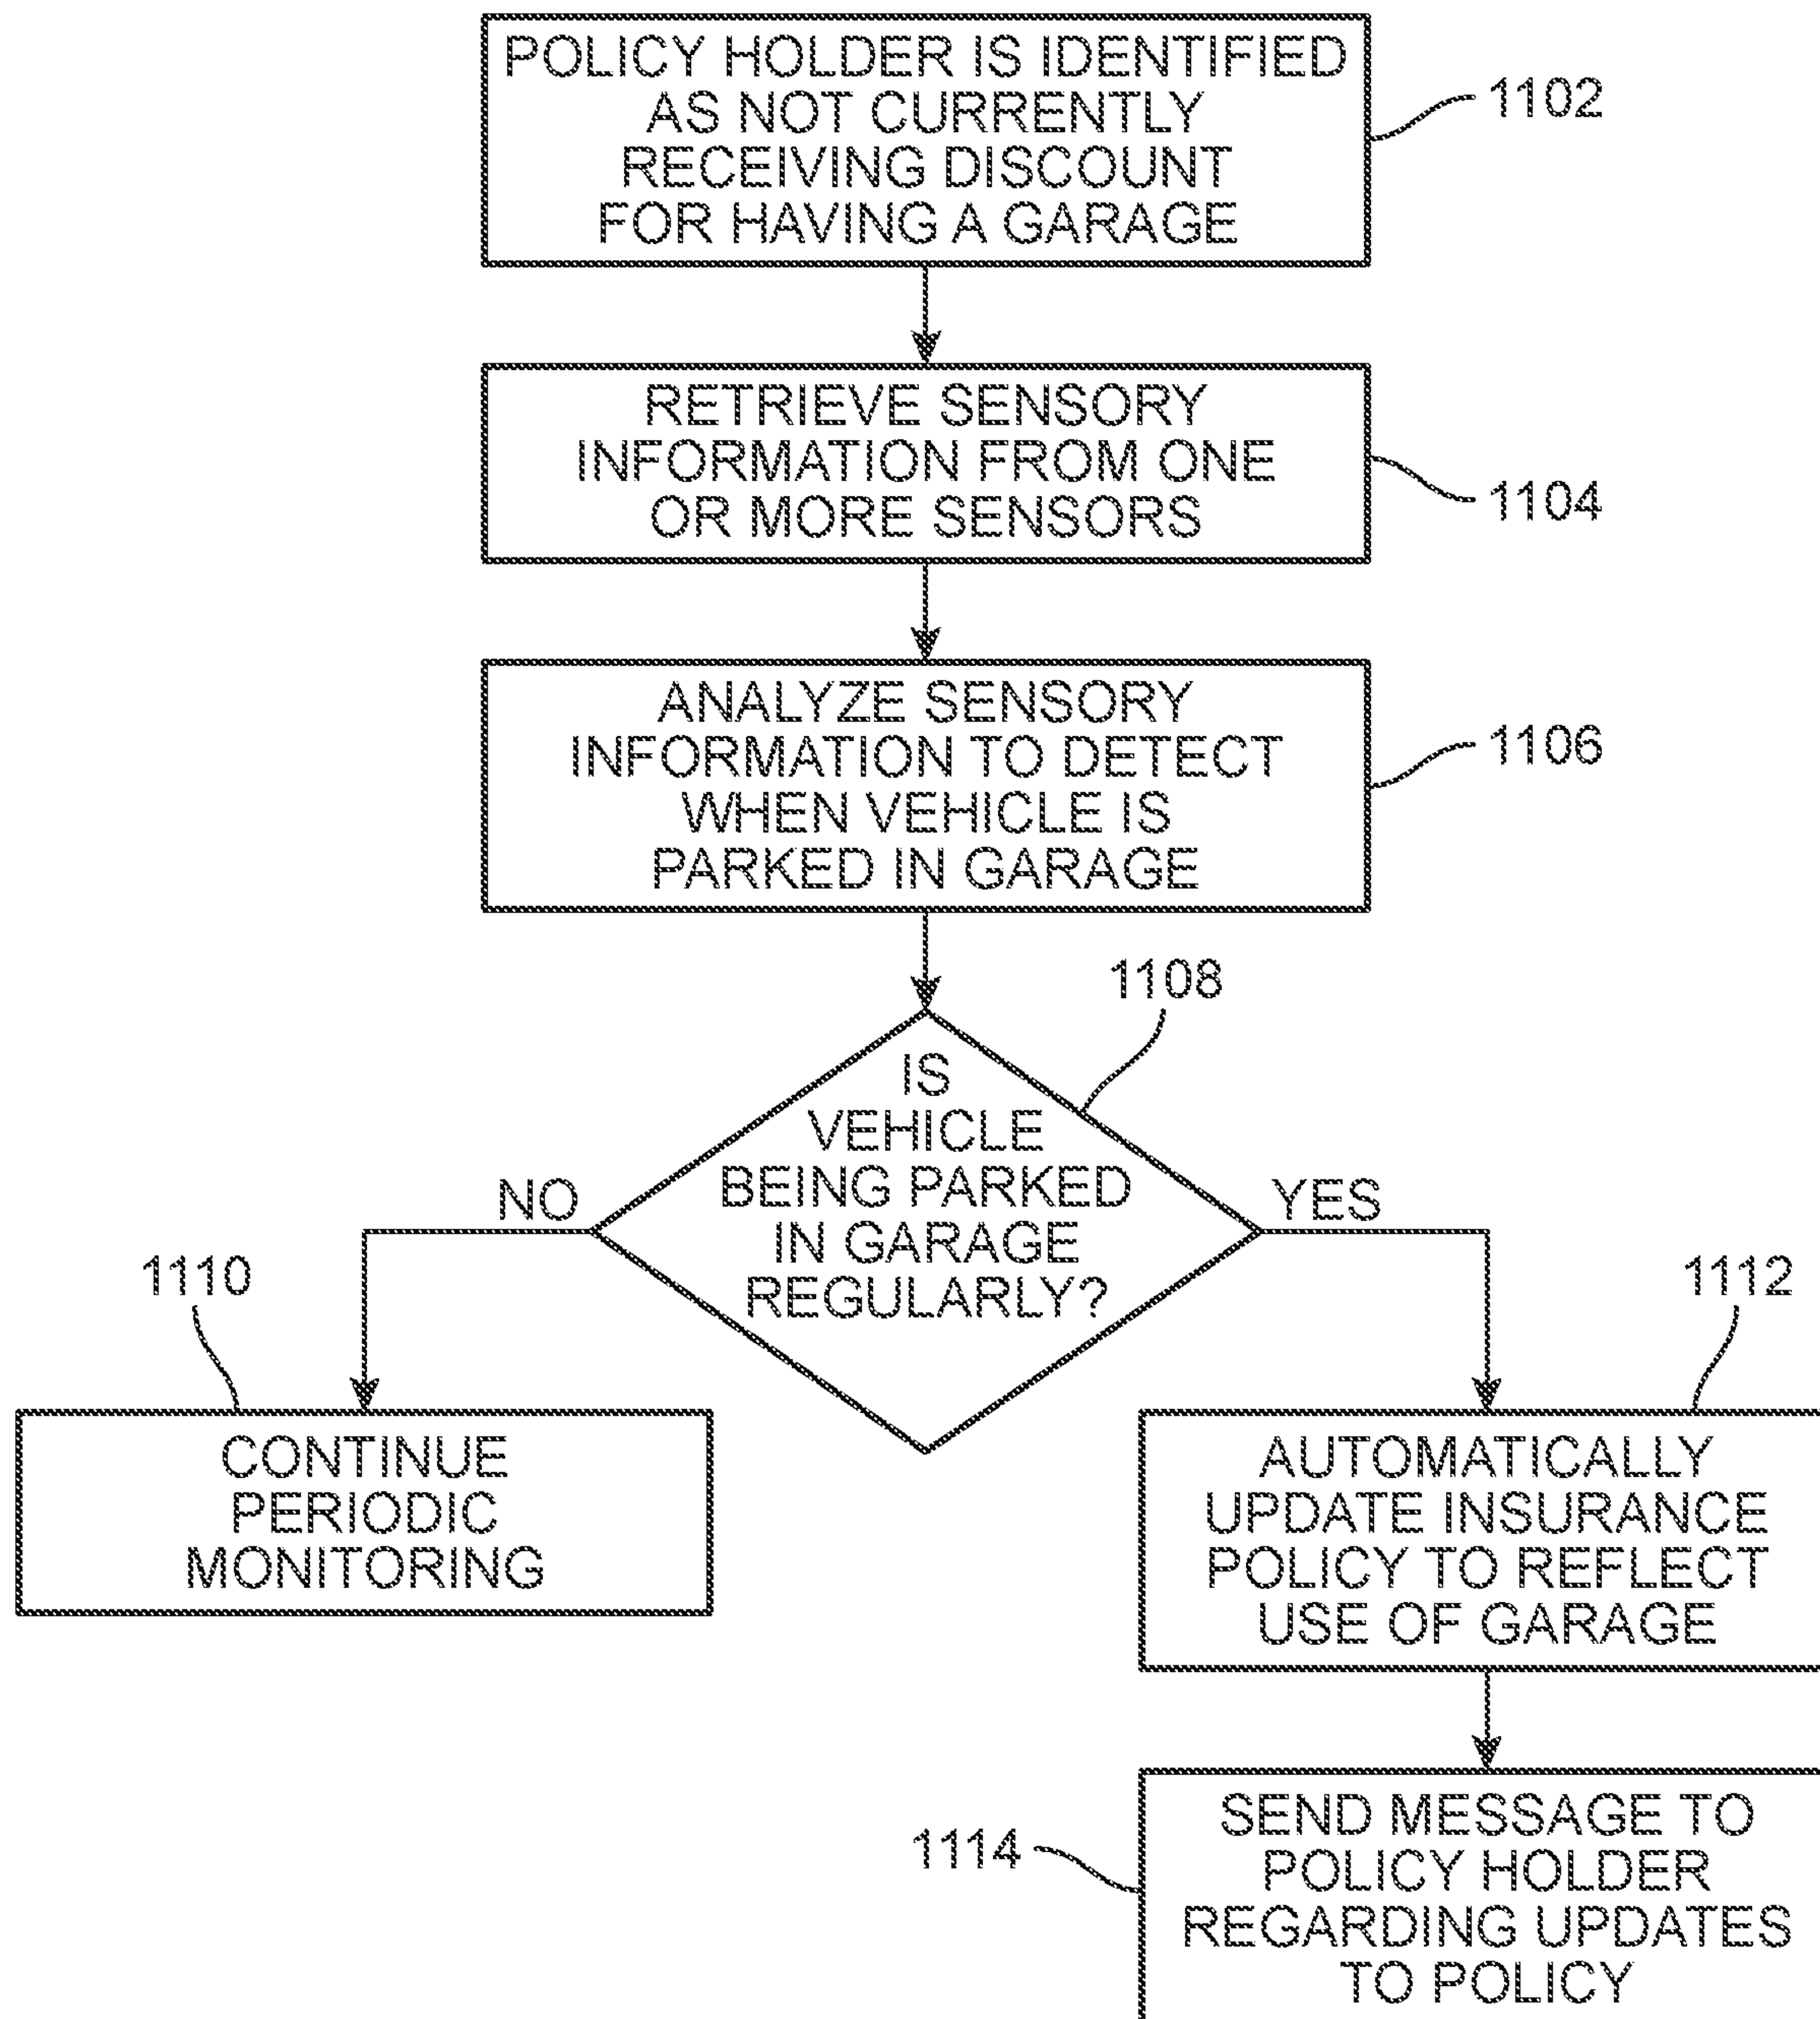 POLICY HOLDER IS IDENTIFIED
AS NOT CURRENTLY
RECEIVING DISCOUNT
FOR HAVING A GARAGE
1102
RETRIEVE SENSORY
INFORMATION FROM ONE
OR MORE SENSORS
1104
ANALYZE SENSORY
INFORMATION TO DETECT
WHEN VEHICLE IS
PARKED IN GARAGE
1106
1108
IS
VEHICLE
BEING PARKED
IN GARAGE
REGULARLY?
NO
YES
1110
CONTINUE
PERIODIC
MONITORING
1112
AUTOMATICALLY
UPDATE INSURANCE
POLICY TO REFLECT
USE OF GARAGE
1114
SEND MESSAGE TO
POLICY HOLDER
REGARDING UPDATES
TO POLICY